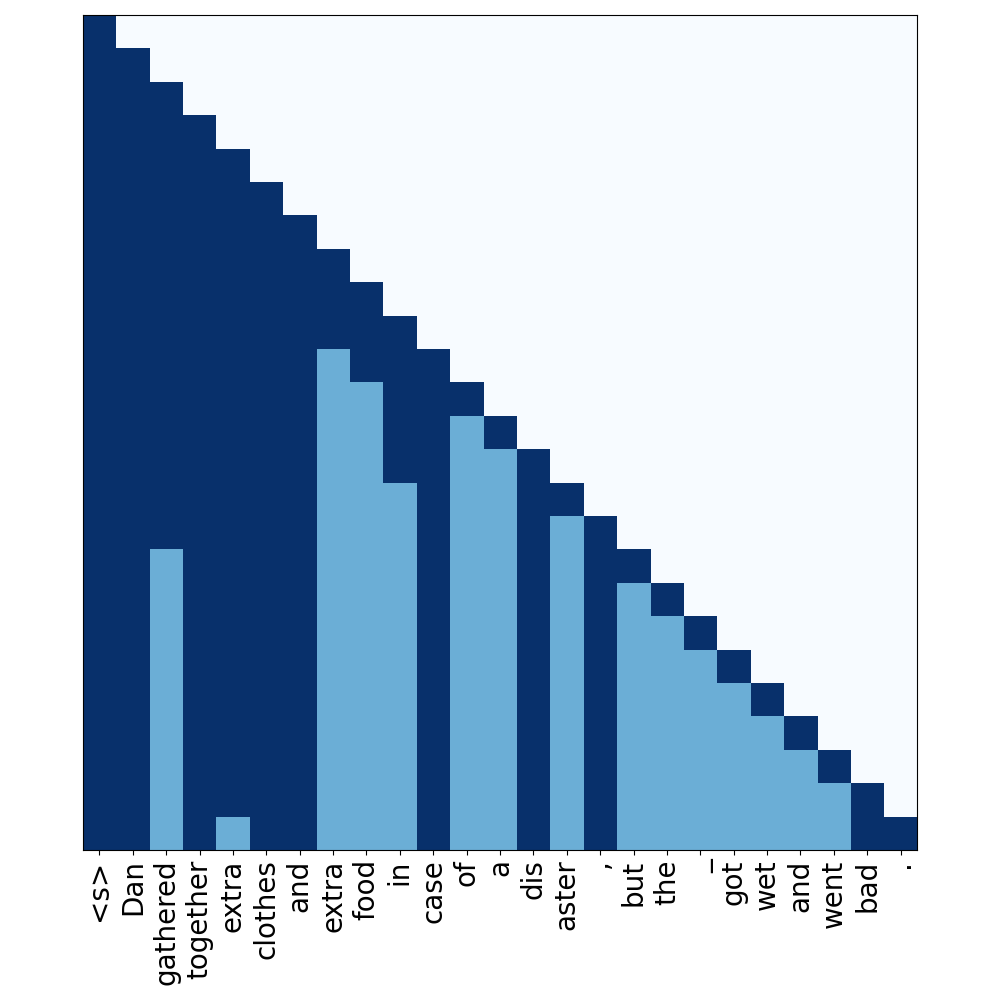 <s> Dan gathered together extra clothes and extra food in case of a dis aster , but the _ got wet and went bad .